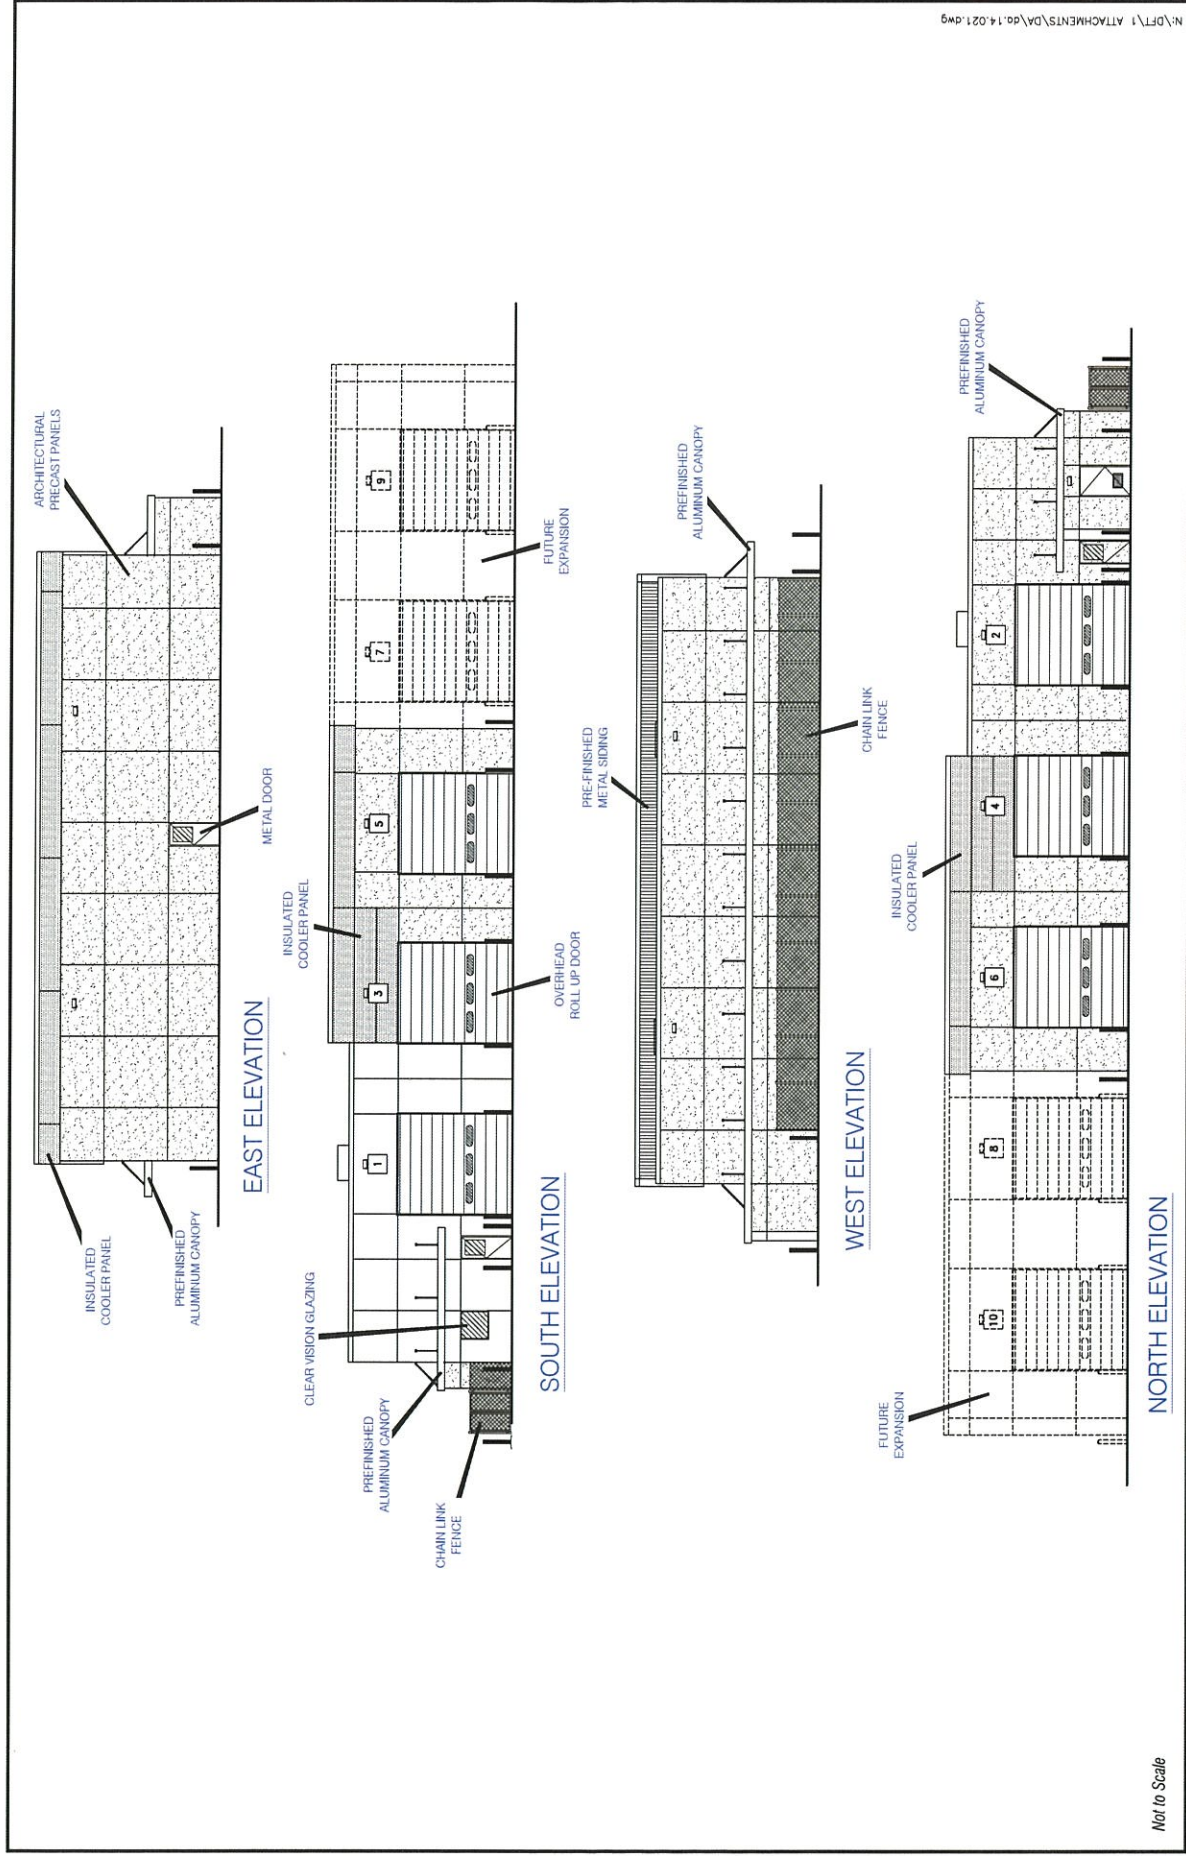 ARCHITECTURAL
PRECAST PANELS
INSULATED
COOLER PANEL
PREFINISHED
ALUMINUM CANOPY
METAL DOOR
EAST ELEVATION
CLEAR VISION GLAZING
INSULATED
COOLER PANEL
1
3
5
7
9
PREFINISHED
ALUMINUM CANOPY
CHAIN LINK
FENCE
OVERHEAD
ROLL UP DOOR
FUTURE
EXPANSION
SOUTH ELEVATION
PRE-FINISHED
METAL SIDING
PREFINISHED
ALUMINUM CANOPY
CHAIN LINK
FENCE
WEST ELEVATION
FUTURE
EXPANSION
INSULATED
COOLER PANEL
PREFINISHED
ALUMINUM CANOPY
10
8
6
4
2
NORTH ELEVATION
Not to Scale
N:\DFT\1 ATTACHMENTS\DA\da.14.021.dwg